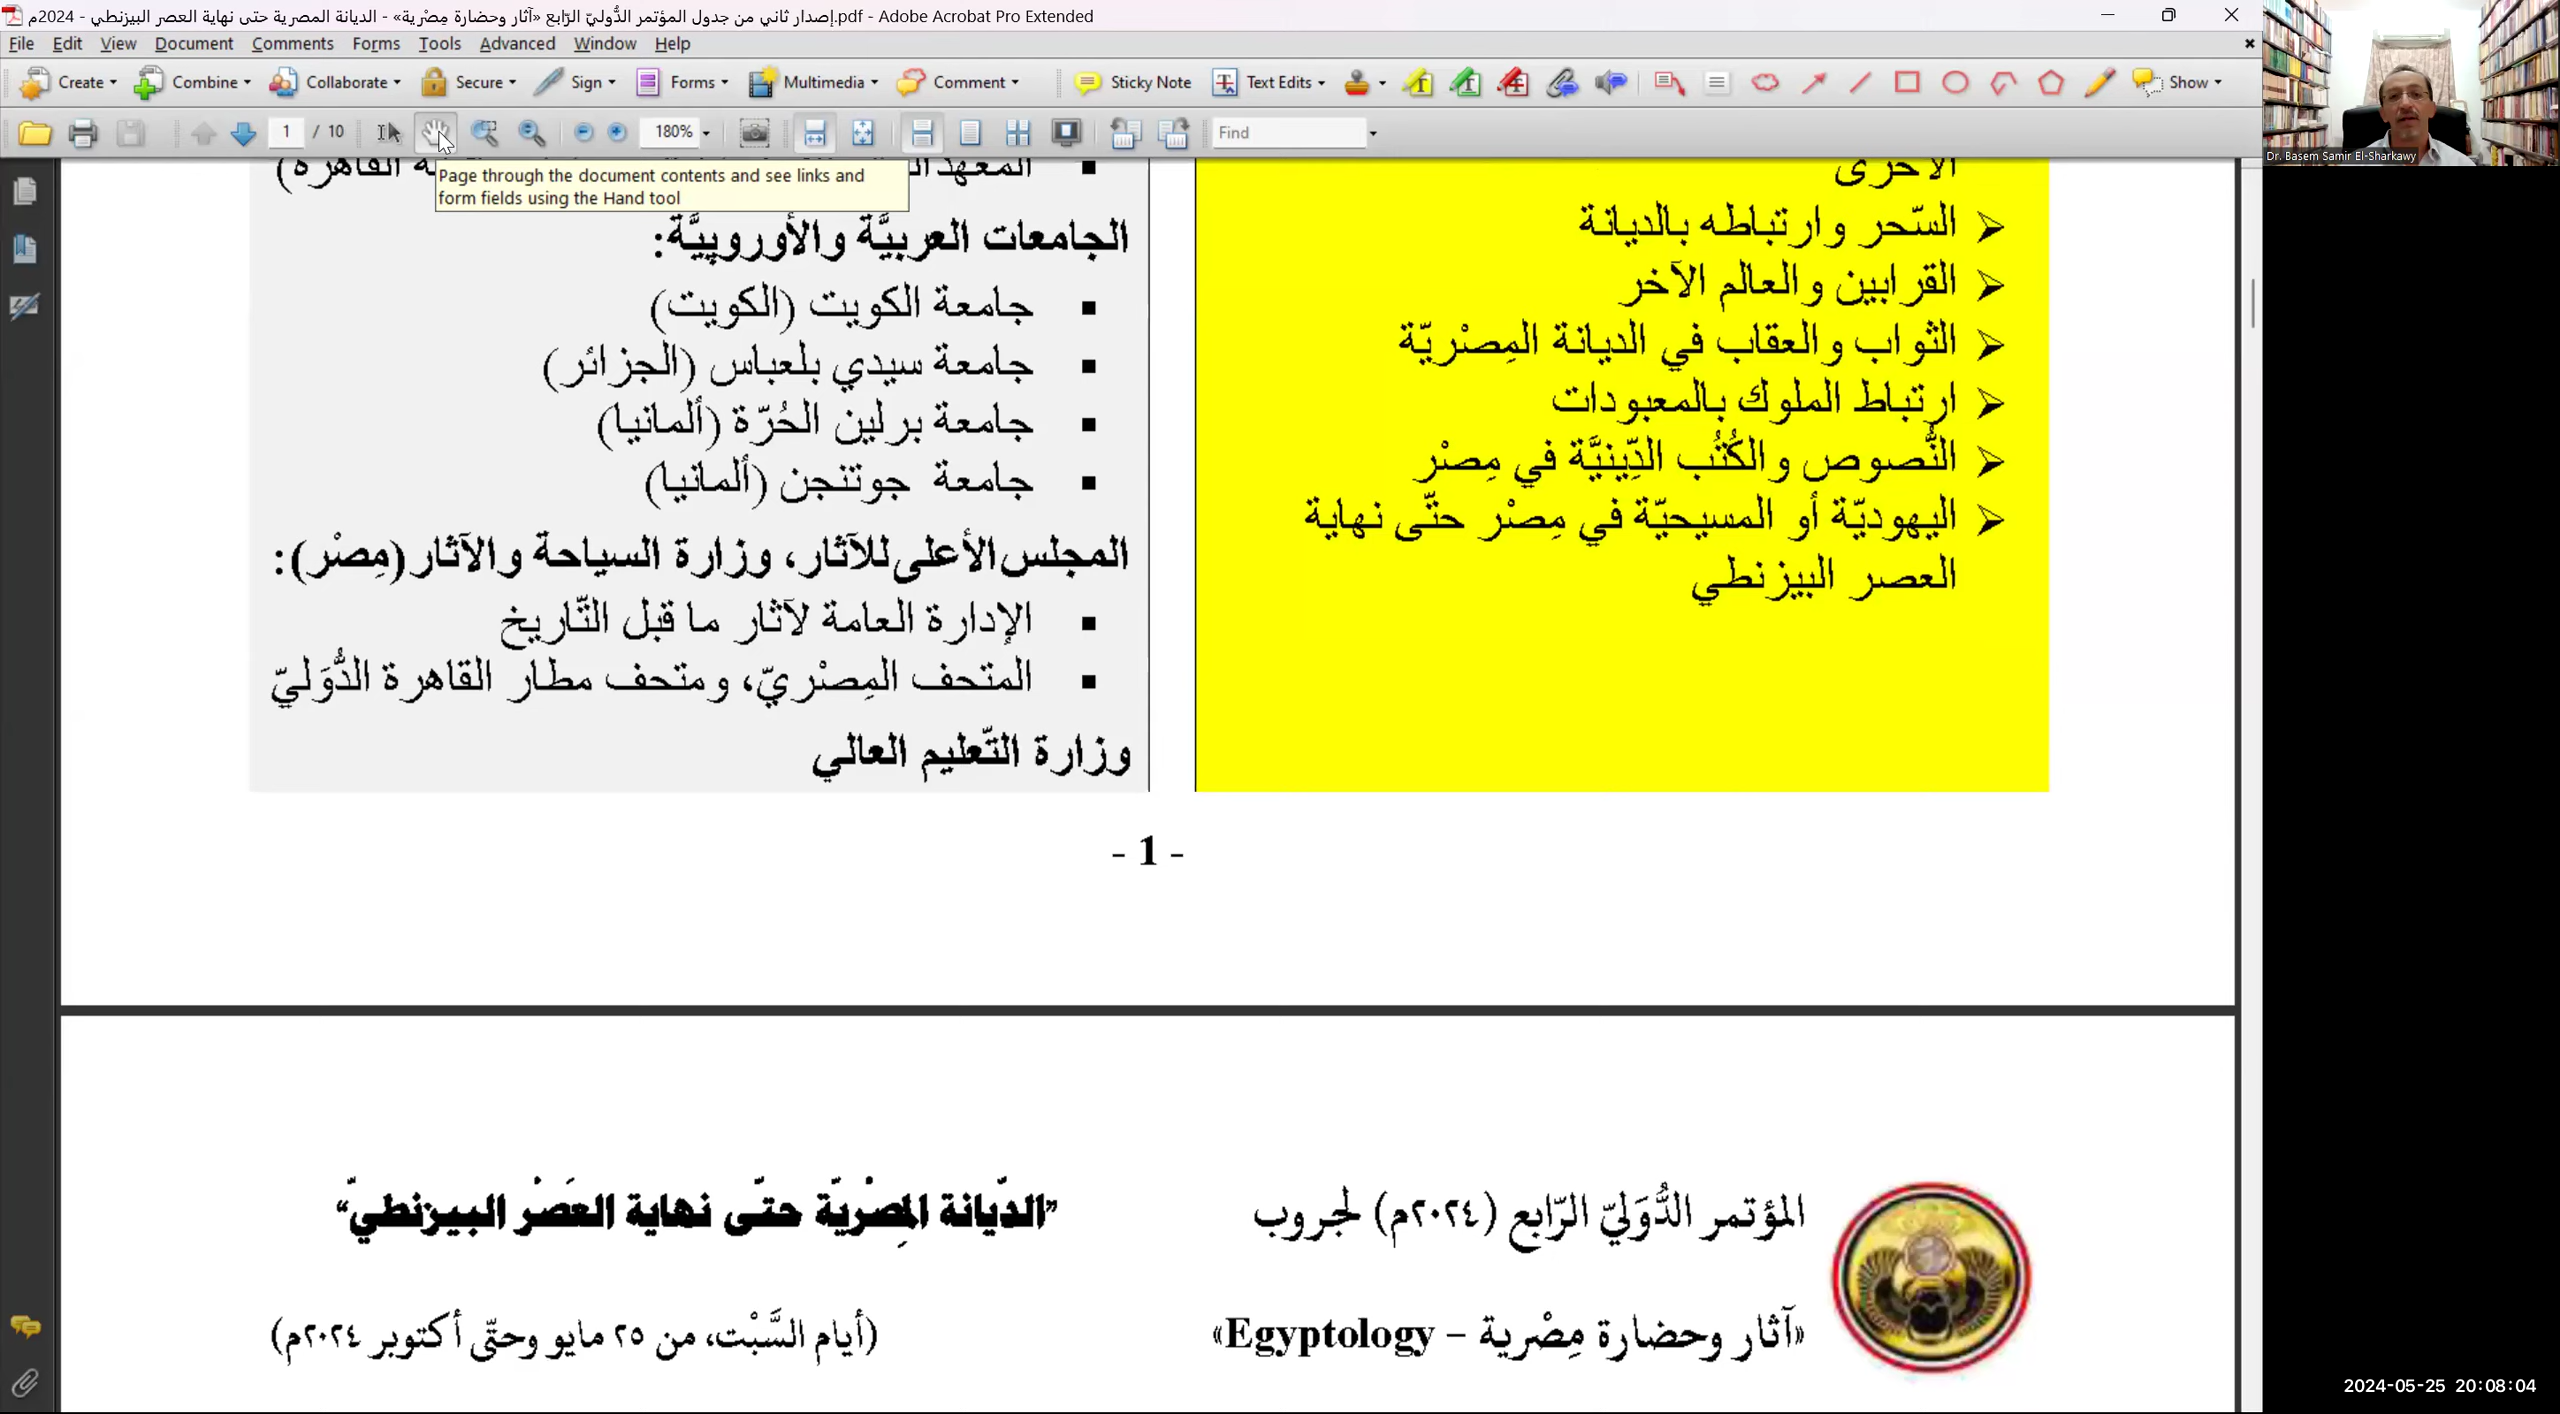 إصدار ثاني من جدول المؤتمر الدُّوليّ الرّابع «آثار وحضارة مِصْرية» - الديانة المصرية حتى نهاية العصر البيزنطي - 2024م.pdf - Adobe Acrobat Pro Extended
File Edit View Document Comments Forms Tools Advanced Window Help
Create Combine Collaborate Secure Sign Forms Multimedia Comment Sticky Note Text Edits Show
1 / 10 180% Find
Page through the document contents and see links and
form fields using the Hand tool
Dr. Basem Samir El-Sharkawy
الأخرى
السّحر وارتباطه بالديانة
القرابين والعالم الآخر
الثواب والعقاب في الديانة المِصْريّة
ارتباط الملوك بالمعبودات
النُّصوص والكُتُب الدِّينيَّة في مِصْر
اليهوديّة أو المسيحيّة في مِصْر حتّى نهاية
العصر البيزنطي
القاهرة)
الجامعات العربيَّة والأوروپيَّة:
جامعة الكويت (الكويت)
جامعة سيدي بلعباس (الجزائر)
جامعة برلين الحُرّة (ألمانيا)
جامعة جوتنجن (ألمانيا)
المجلس الأعلى للآثار، وزارة السياحة والآثار (مِصْر):
الإدارة العامة لآثار ما قبل التّاريخ
المتحف المِصْريّ، ومتحف مطار القاهرة الدُّوَليّ
وزارة التّعليم العالي
- 1 -
المؤتمر الدُّوَليّ الرّابع (٢٠٢٤م) لجروب
«آثار وحضارة مِصْرية – Egyptology»
"الدّيانة المِصْريّة حتّى نهاية العَصْر البيزنطيّ"
(أيام السَّبْت، من ٢٥ مايو وحتّى أكتوبر ٢٠٢٤م)
2024-05-25 20:08:04